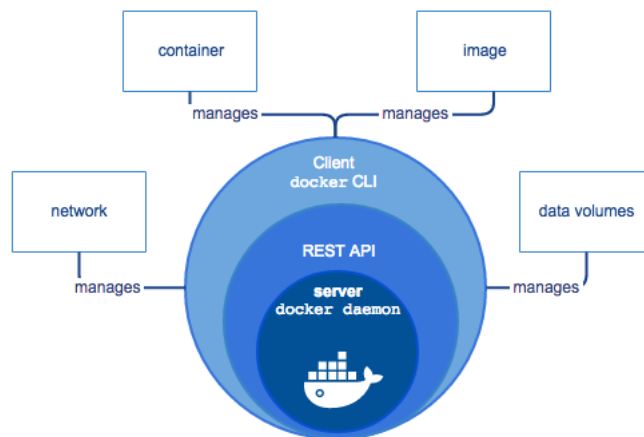 container
image
manages
manages
Client
docker CLI
network
data volumes
REST API
manages
server
manages
docker daemon